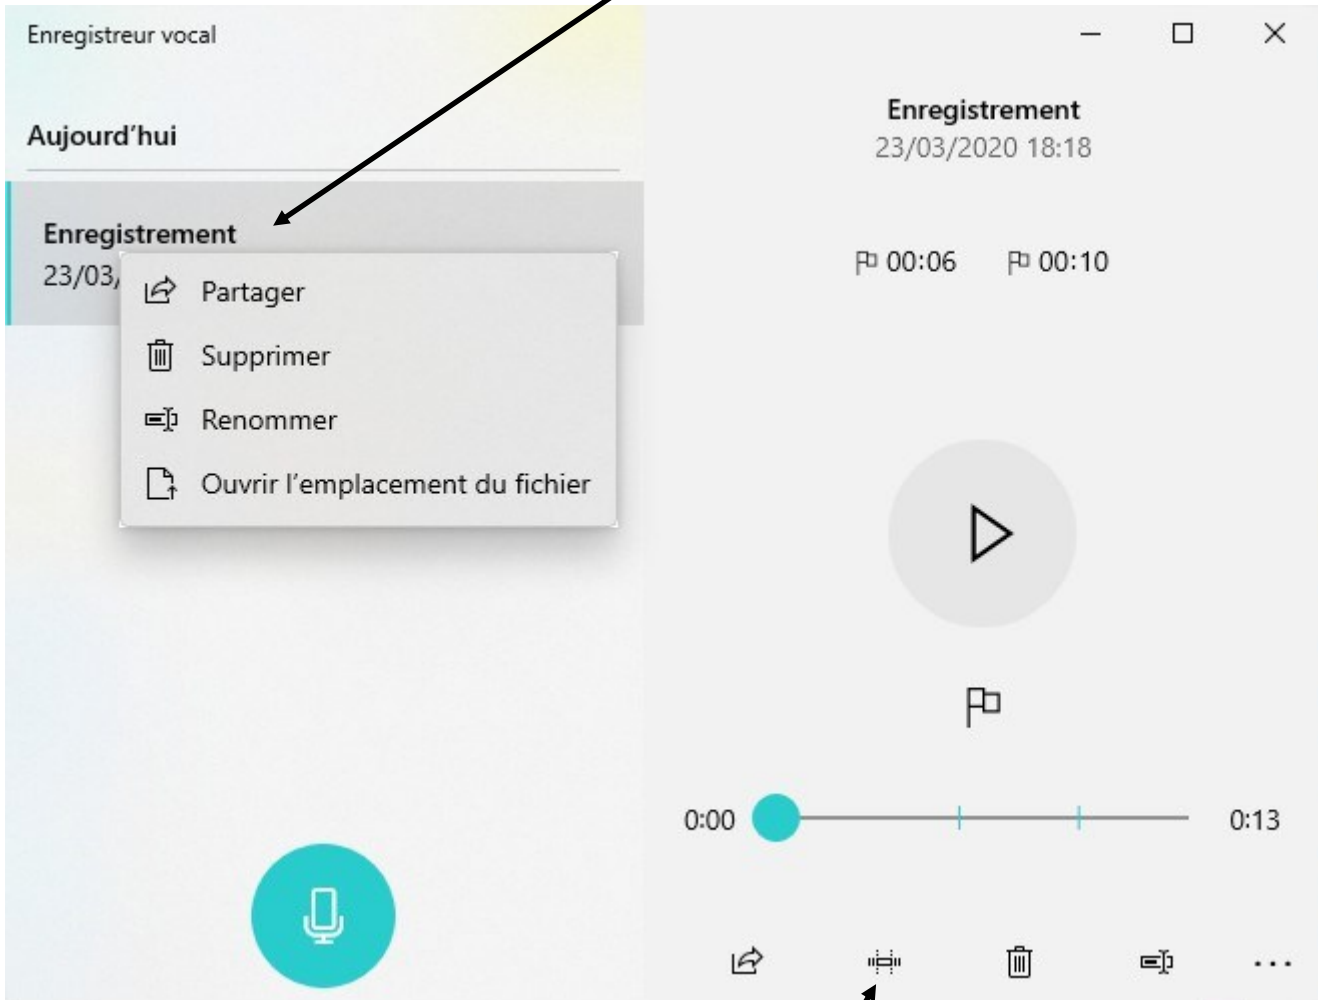 Enregistreur vocal
Aujourd'hui
Enregistrement
23/03/
Partager
Supprimer
Renommer
Ouvrir l'emplacement du fichier
Enregistrement
23/03/2020 18:18
00:06 00:10
0:00 0:13